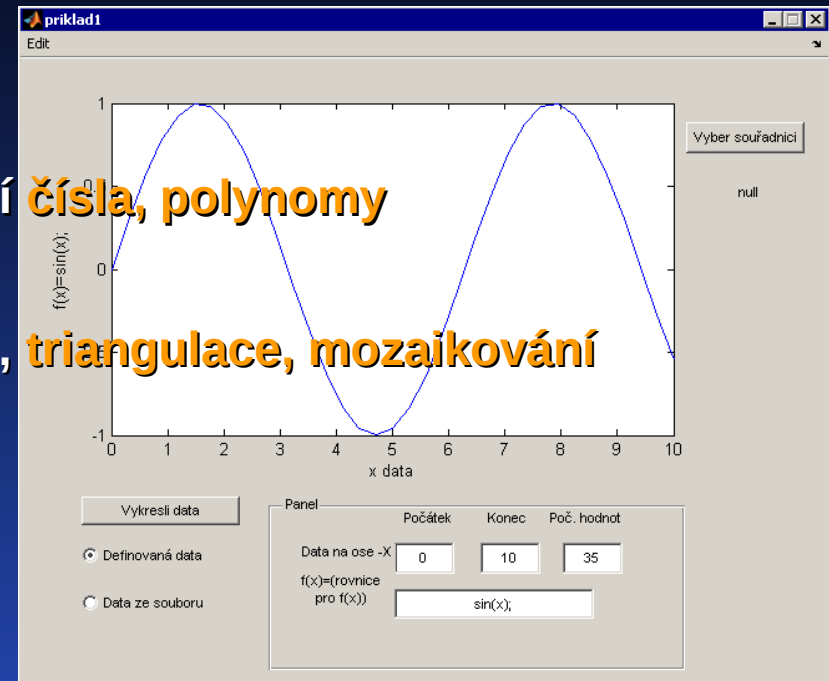 priklad1
Edit
1
Vyber souřadnici
null
í čísla, polynomy
0
f(x)=sin(x);
, triangulace, mozaikování
-1
0 1 2 3 4 5 6 7 8 9 10
x data
Vykresli data
Panel
Počátek Konec Poč. hodnot
Definovaná data
Data na ose -X 0 10 35
f(x)=(rovnice
pro f(x))
sin(x);
Data ze souboru